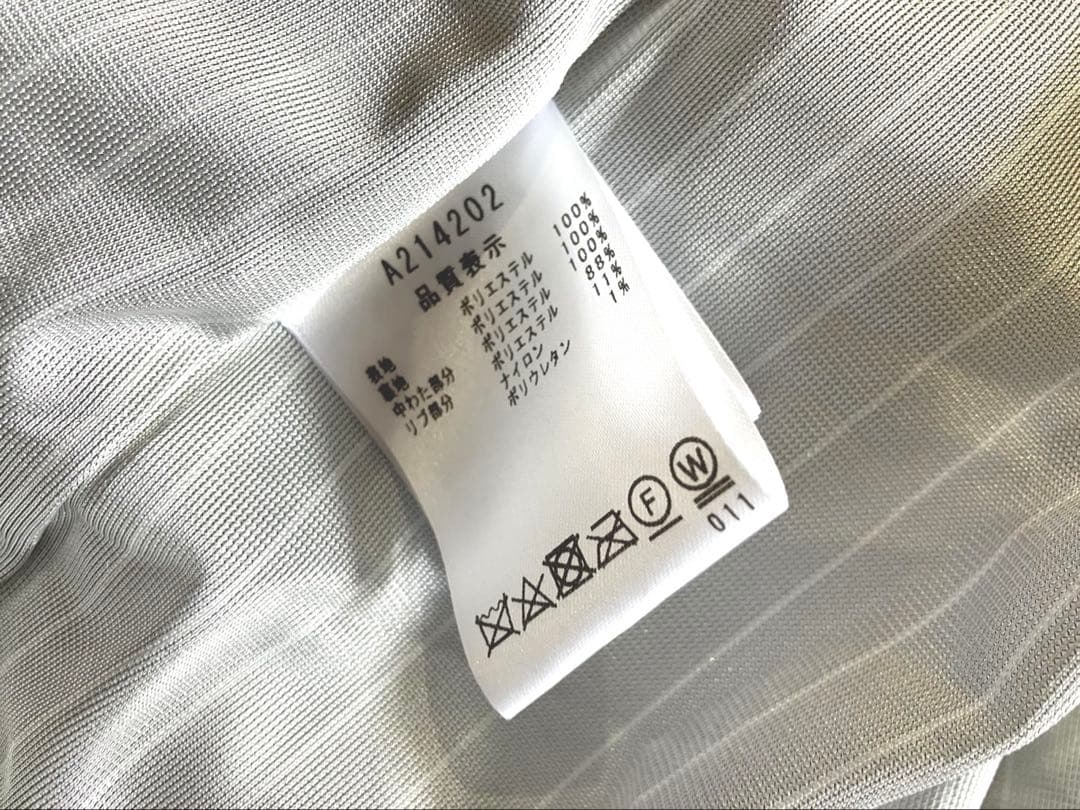 A214202
品質表示
表地 ポリエステル 100%
裏地 ポリエステル 100%
中わた部分 ポリエステル 100%
リブ部分 ポリエステル 88%
ナイロン 11%
ポリウレタン 1%
F
W
011